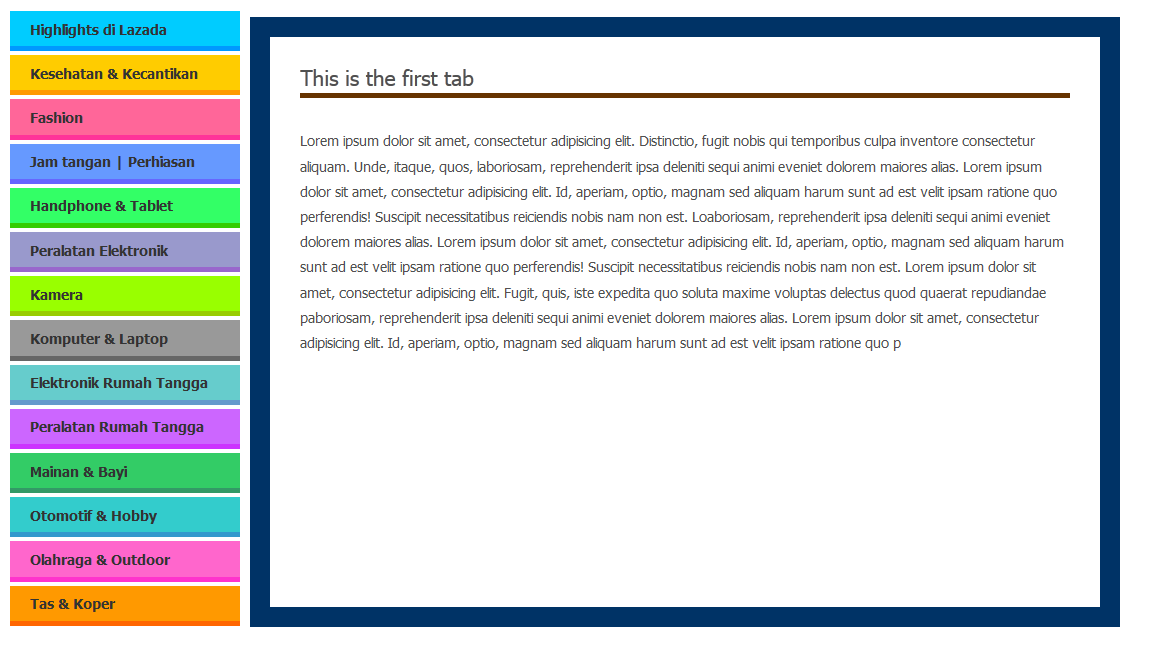 Highlights di Lazada
Kesehatan & Kecantikan
Fashion
Jam tangan | Perhiasan
Handphone & Tablet
Peralatan Elektronik
Kamera
Komputer & Laptop
Elektronik Rumah Tangga
Peralatan Rumah Tangga
Mainan & Bayi
Otomotif & Hobby
Olahraga & Outdoor
Tas & Koper
This is the first tab
Lorem ipsum dolor sit amet, consectetur adipisicing elit. Distinctio, fugit nobis qui temporibus culpa inventore consectetur
aliquam. Unde, itaque, quos, laboriosam, reprehenderit ipsa deleniti sequi animi eveniet dolorem maiores alias. Lorem ipsum
dolor sit amet, consectetur adipisicing elit. Id, aperiam, optio, magnam sed aliquam harum sunt ad est velit ipsam ratione quo
perferendis! Suscipit necessitatibus reiciendis nobis nam non est. Loaboriosam, reprehenderit ipsa deleniti sequi animi eveniet
dolorem maiores alias. Lorem ipsum dolor sit amet, consectetur adipisicing elit. Id, aperiam, optio, magnam sed aliquam harum
sunt ad est velit ipsam ratione quo perferendis! Suscipit necessitatibus reiciendis nobis nam non est. Lorem ipsum dolor sit
amet, consectetur adipisicing elit. Fugit, quis, iste expedita quo soluta maxime voluptas delectus quod quaerat repudiandae
paboriosam, reprehenderit ipsa deleniti sequi animi eveniet dolorem maiores alias. Lorem ipsum dolor sit amet, consectetur
adipisicing elit. Id, aperiam, optio, magnam sed aliquam harum sunt ad est velit ipsam ratione quo p